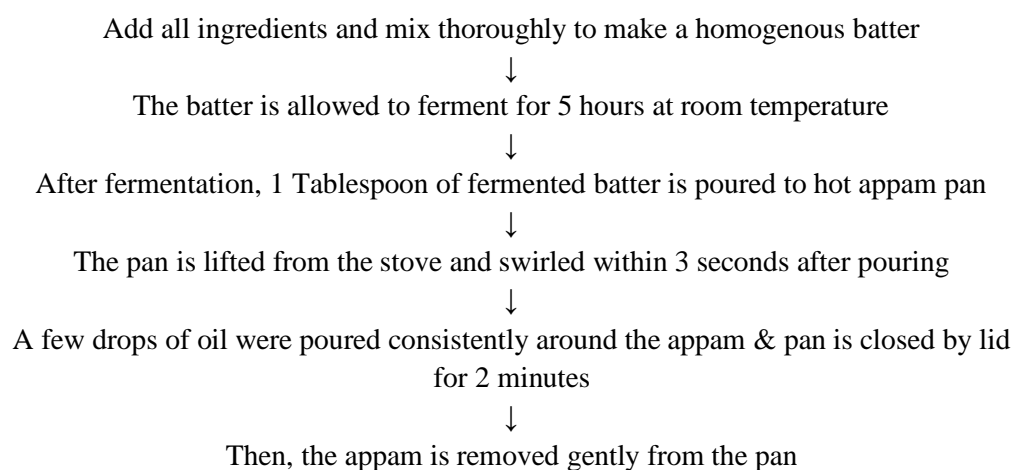 Add all ingredients and mix thoroughly to make a homogenous batter
↓
The batter is allowed to ferment for 5 hours at room temperature
↓
After fermentation, 1 Tablespoon of fermented batter is poured to hot appam pan
↓
The pan is lifted from the stove and swirled within 3 seconds after pouring
↓
A few drops of oil were poured consistently around the appam & pan is closed by lid
for 2 minutes
↓
Then, the appam is removed gently from the pan